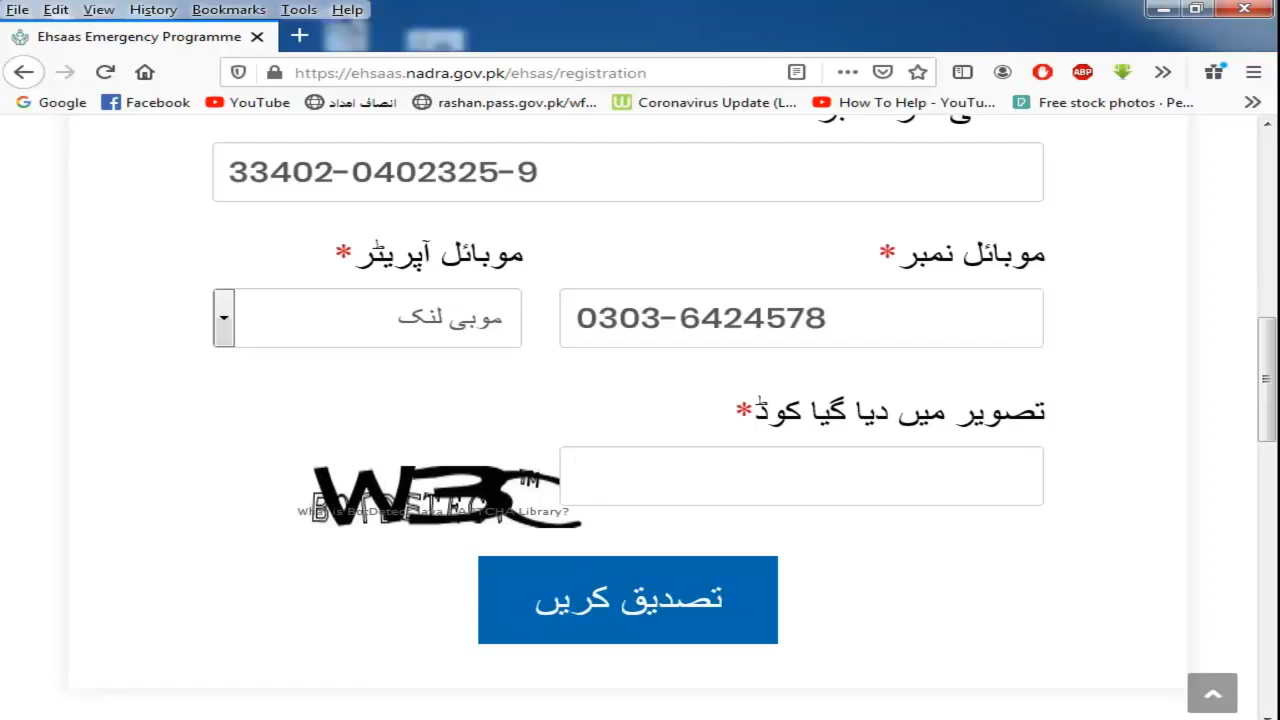 File Edit View History Bookmarks Tools Help
Ehsaas Emergency Programme
https://ehsaas.nadra.gov.pk/ehsas/registration
Google Facebook YouTube انصاف امداد rashan.pass.gov.pk/wf... Coronavirus Update (L... How To Help - YouTu... Free stock photos · Pe...
33402-0402325-9
موبائل نمبر* موبائل آپریٹر*
0303-6424578 موبی لنک
تصویر میں دیا گیا کوڈ*
تصدیق کریں